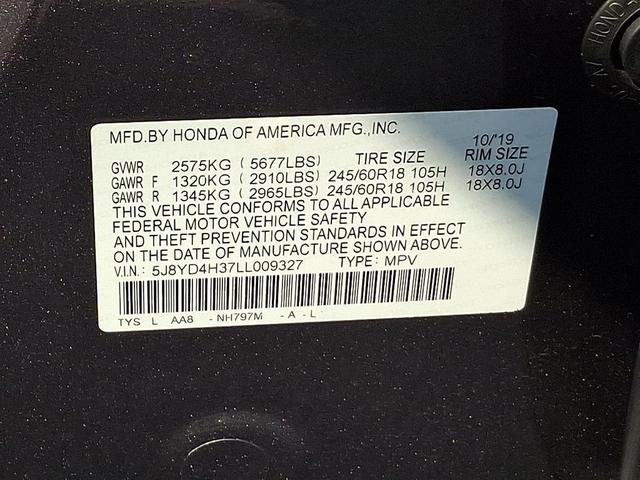 HOND
MFD.BY HONDA OF AMERICA MFG.,INC.
10/'19
GVWR 2575KG ( 5677LBS) TIRE SIZE RIM SIZE
GAWR F 1320KG ( 2910LBS) 245/60R18 105H 18X8.0J
GAWR R 1345KG ( 2965LBS) 245/60R18 105H 18X8.0J
THIS VEHICLE CONFORMS TO ALL APPLICABLE
FEDERAL MOTOR VEHICLE SAFETY
AND THEFT PREVENTION STANDARDS IN EFFECT
ON THE DATE OF MANUFACTURE SHOWN ABOVE.
V.I.N.: 5J8YD4H37LL009327 TYPE: MPV
TYS L AA8 - NH797M - A - L